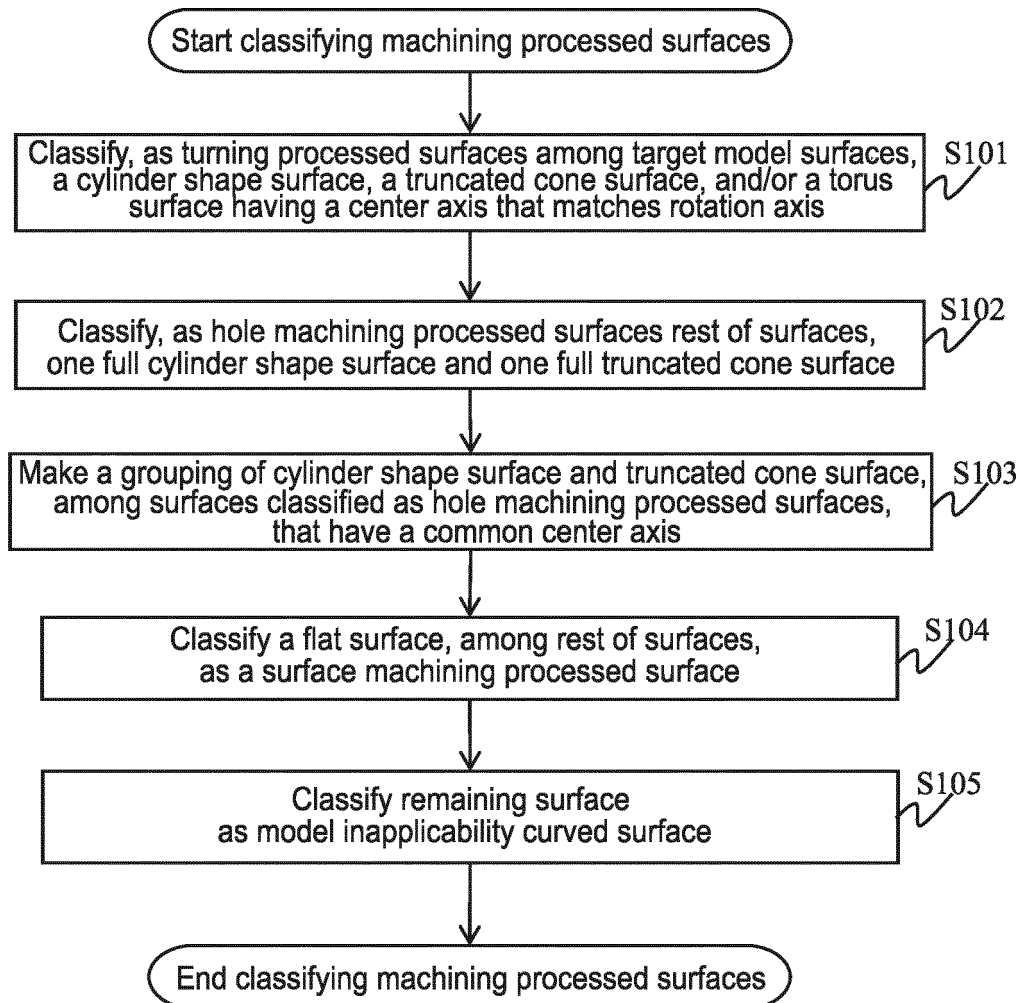 Start classifying machining processed surfaces
Classify, as turning processed surfaces among target model surfaces,
a cylinder shape surface, a truncated cone surface, and/or a torus
surface having a center axis that matches rotation axis
S101
Classify, as hole machining processed surfaces rest of surfaces,
one full cylinder shape surface and one full truncated cone surface
S102
Make a grouping of cylinder shape surface and truncated cone surface,
among surfaces classified as hole machining processed surfaces,
that have a common center axis
S103
Classify a flat surface, among rest of surfaces,
as a surface machining processed surface
S104
Classify remaining surface
as model inapplicability curved surface
S105
End classifying machining processed surfaces